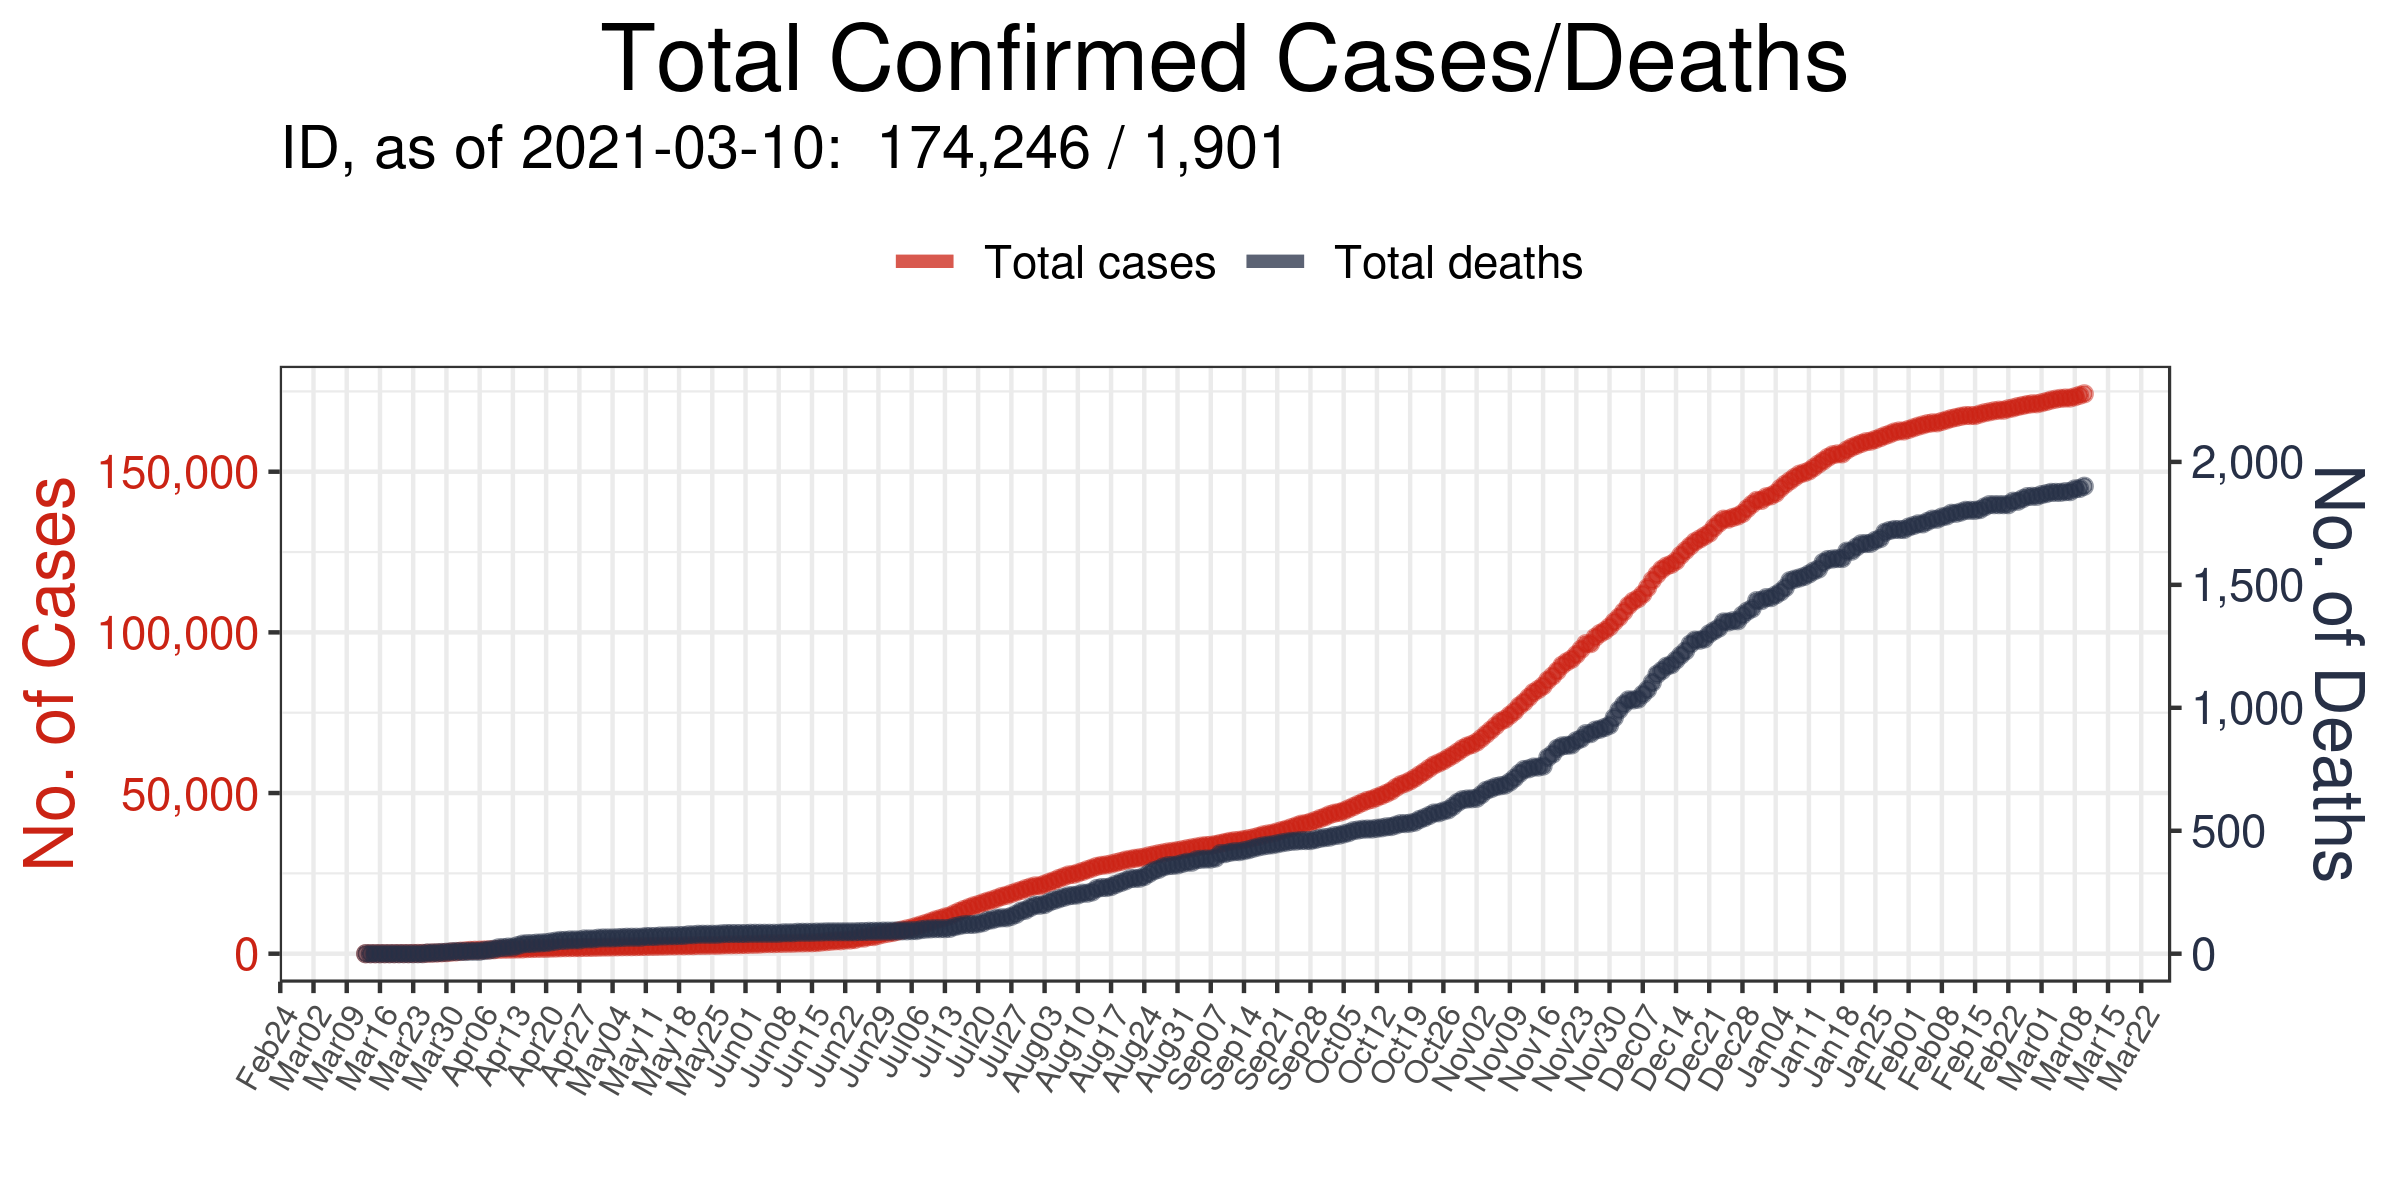 Total Confirmed Cases/Deaths
ID, as of 2021-03-10:  174,246 / 1,901
Total cases
Total deaths
No. of Cases
150,000
100,000
50,000
0
2,000
1,500
1,000
500
0
No. of Deaths
Feb24
Mar02
Mar09
Mar16
Mar23
Mar30
Apr06
Apr13
Apr20
Apr27
May04
May11
May18
May25
Jun01
Jun08
Jun15
Jun22
Jun29
Jul06
Jul13
Jul20
Jul27
Aug03
Aug10
Aug17
Aug24
Aug31
Sep07
Sep14
Sep21
Sep28
Oct05
Oct12
Oct19
Oct26
Nov02
Nov09
Nov16
Nov23
Nov30
Dec07
Dec14
Dec21
Dec28
Jan04
Jan11
Jan18
Jan25
Feb01
Feb08
Feb15
Feb22
Mar01
Mar08
Mar15
Mar22